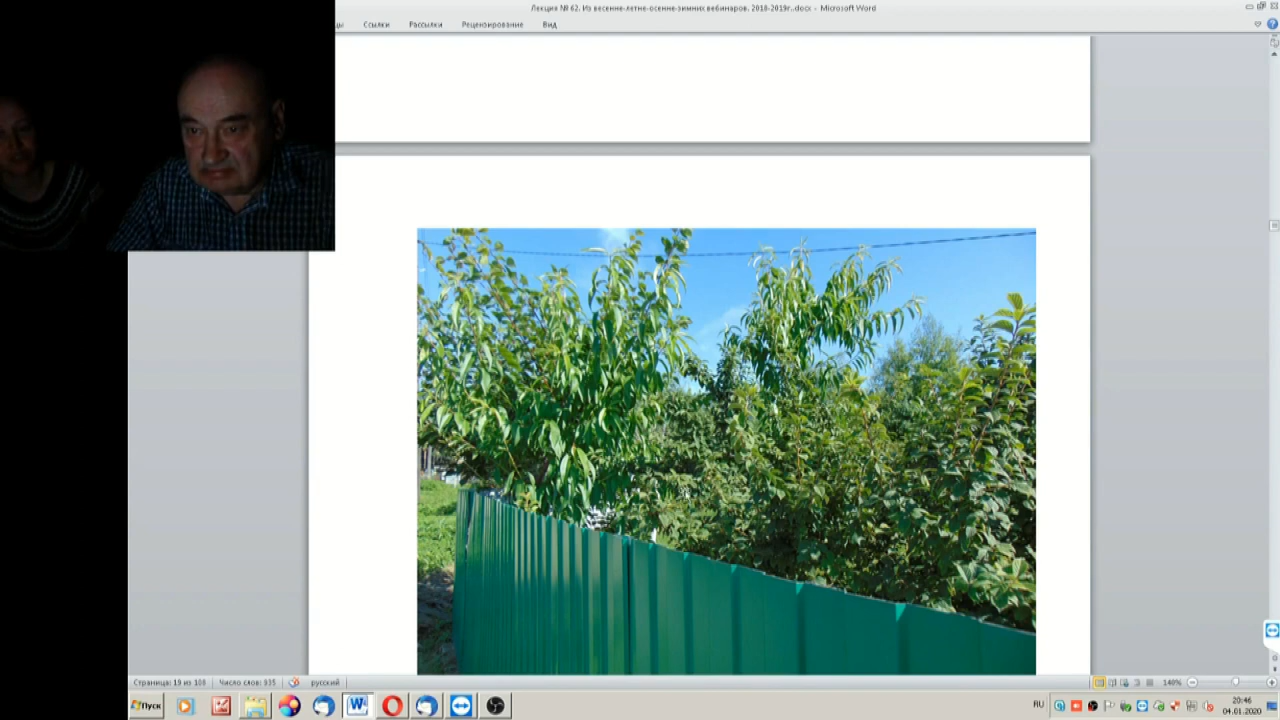 Лекция № 62. Из весенне-летне-осенне-зимних вебинаров. 2018-2019г..docx - Microsoft Word
Ссылки Рассылки Рецензирование Вид
Страница: 19 из 108 Число слов: 935 русский 140%
Пуск RU 20:46
04.01.2020